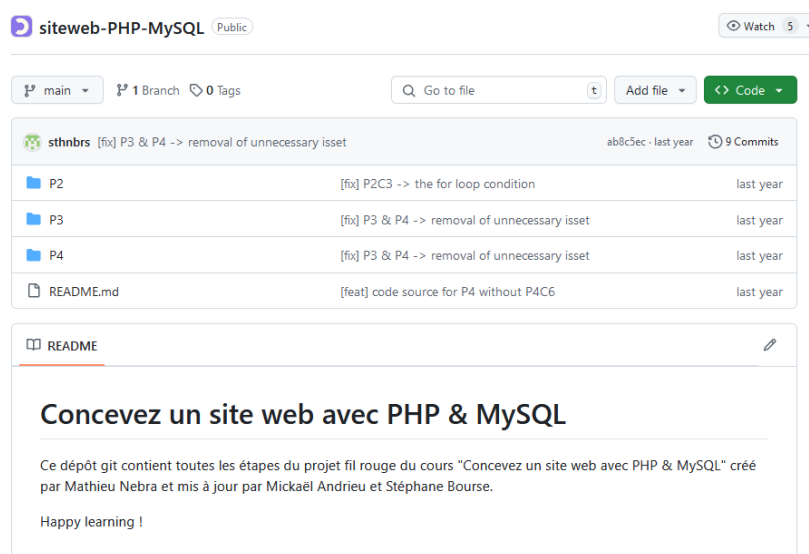 siteweb-PHP-MySQL Public Watch 5
main 1 Branch 0 Tags Go to file t Add file Code
sthnbrs [fix] P3 & P4 -> removal of unnecessary isset ab8c5ec · last year 9 Commits
P2 [fix] P2C3 -> the for loop condition last year
P3 [fix] P3 & P4 -> removal of unnecessary isset last year
P4 [fix] P3 & P4 -> removal of unnecessary isset last year
README.md [feat] code source for P4 without P4C6 last year
README
Concevez un site web avec PHP & MySQL
Ce dépôt git contient toutes les étapes du projet fil rouge du cours "Concevez un site web avec PHP & MySQL" créé
par Mathieu Nebra et mis à jour par Mickaël Andrieu et Stéphane Bourse.
Happy learning !